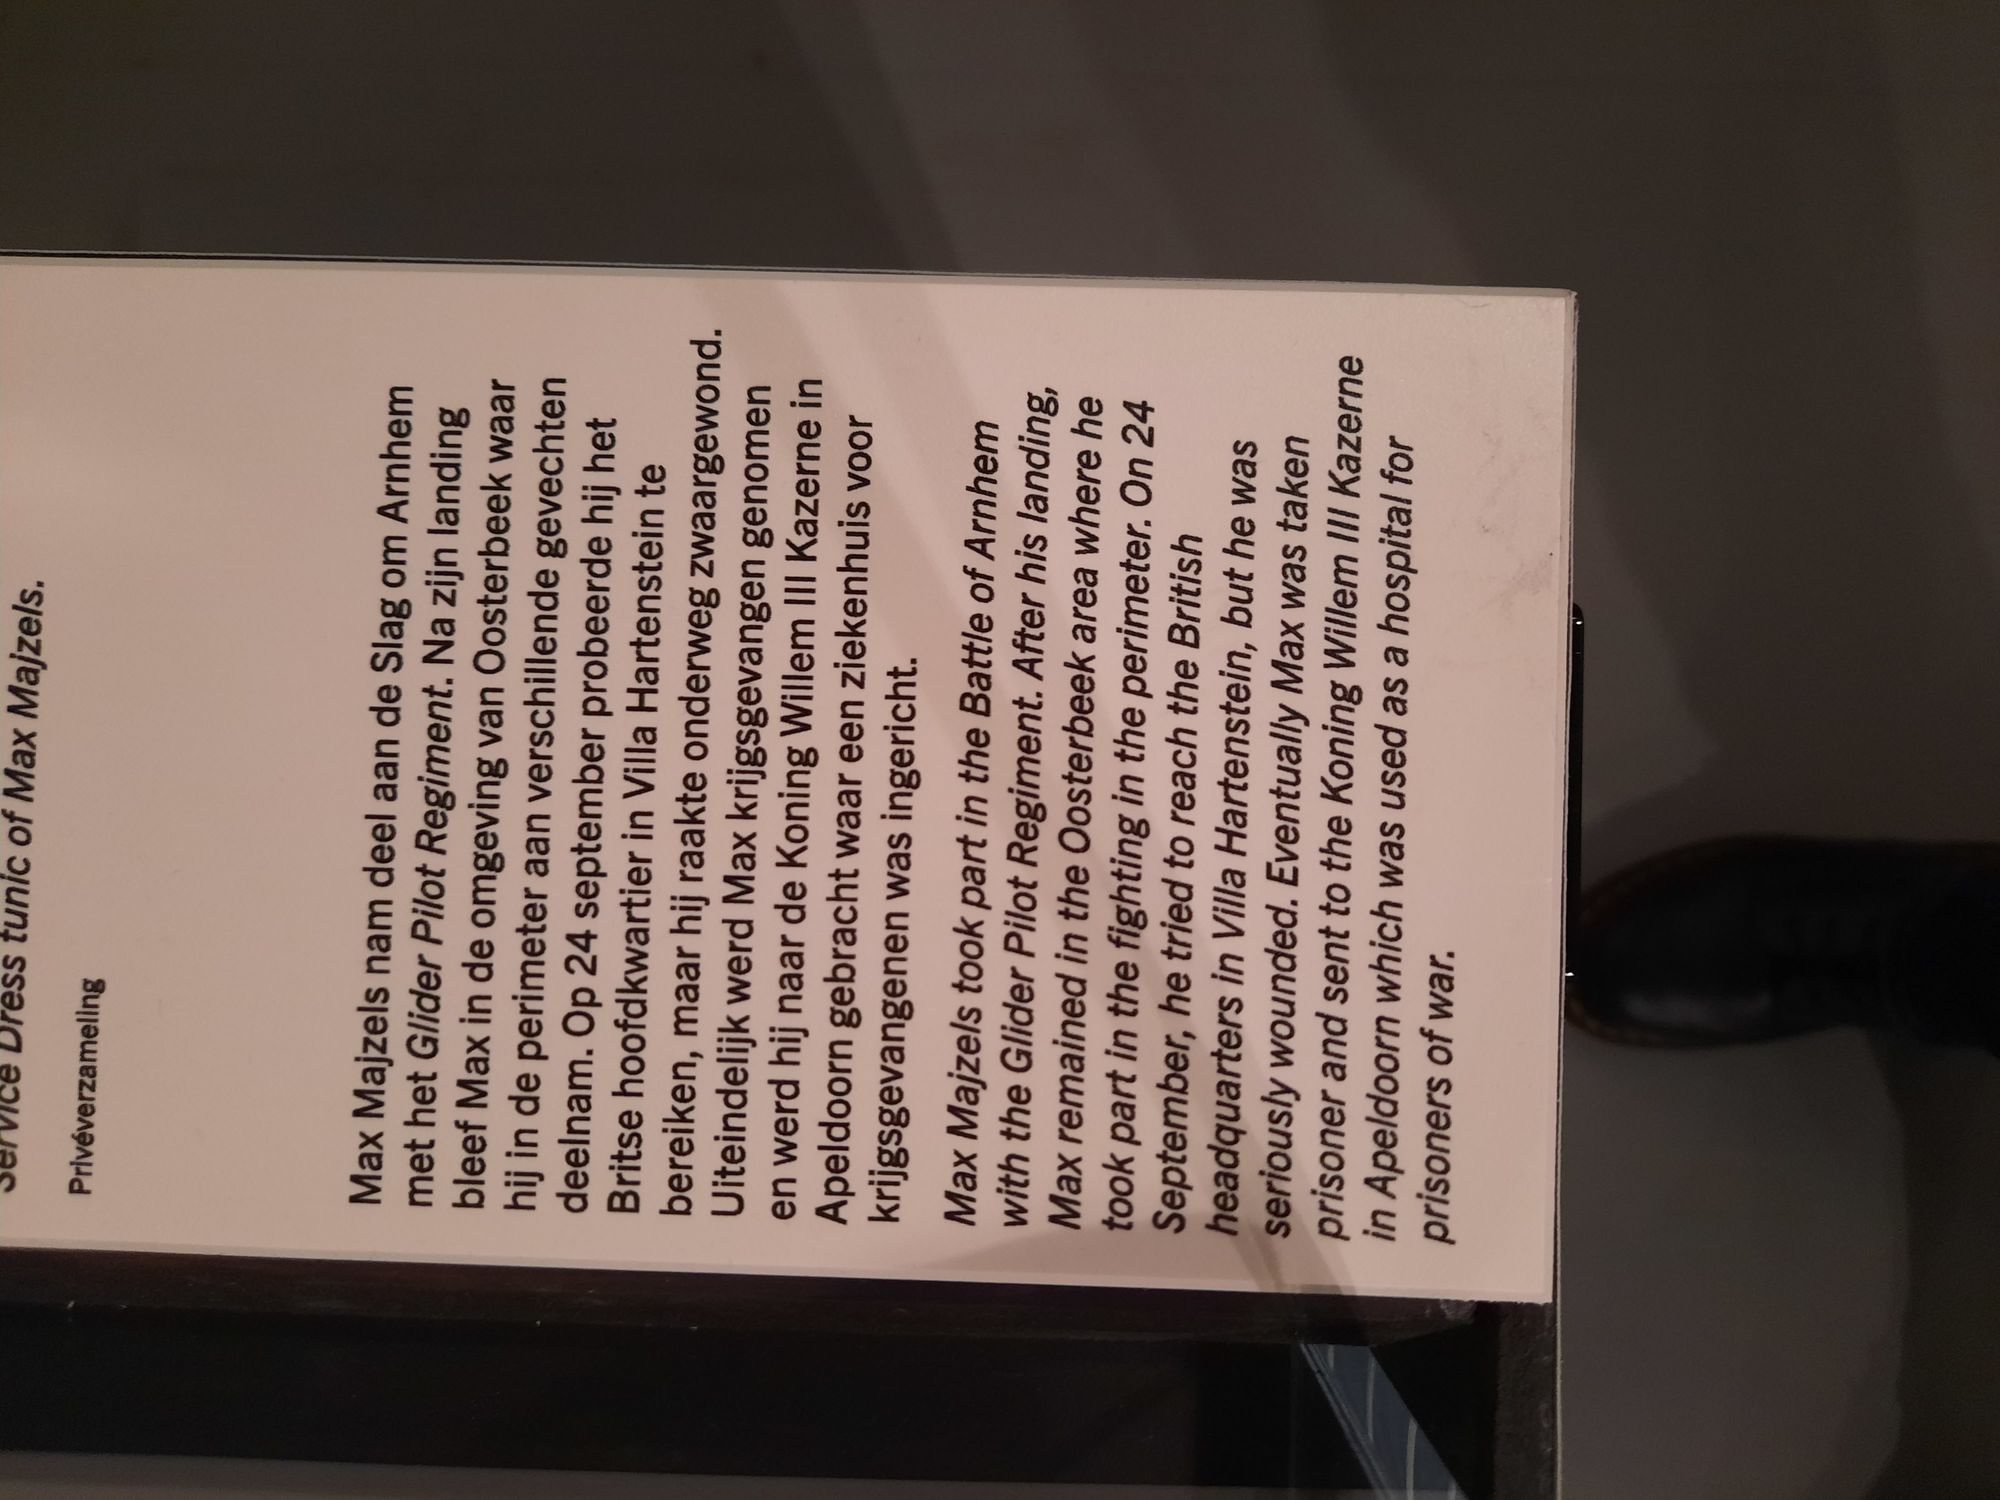 Service Dress tunic of Max Majzels.
Privéverzameling
Max Majzels nam deel aan de Slag om Arnhem
met het Glider Pilot Regiment. Na zijn landing
bleef Max in de omgeving van Oosterbeek waar
hij in de perimeter aan verschillende gevechten
deelnam. Op 24 september probeerde hij het
Britse hoofdkwartier in Villa Hartenstein te
bereiken, maar hij raakte onderweg zwaargewond.
Uiteindelijk werd Max krijgsgevangen genomen
en werd hij naar de Koning Willem III Kazerne in
Apeldoorn gebracht waar een ziekenhuis voor
krijgsgevangenen was ingericht.
Max Majzels took part in the Battle of Arnhem
with the Glider Pilot Regiment. After his landing,
Max remained in the Oosterbeek area where he
took part in the fighting in the perimeter. On 24
September, he tried to reach the British
headquarters in Villa Hartenstein, but he was
seriously wounded. Eventually Max was taken
prisoner and sent to the Koning Willem III Kazerne
in Apeldoorn which was used as a hospital for
prisoners of war.